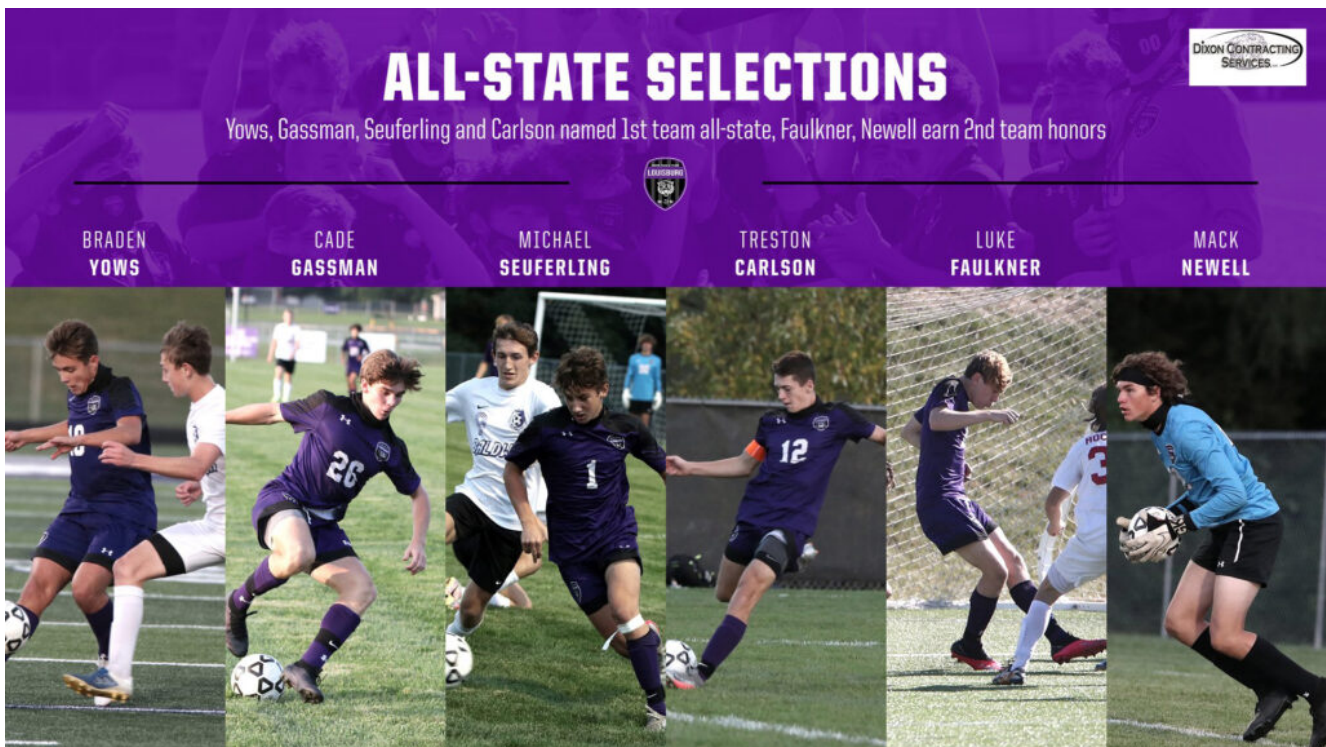 ALL-STATE SELECTIONS
DIXON CONTRACTING
SERVICES
Yows, Gassman, Seuferling and Carlson named 1st team all-state, Faulkner, Newell earn 2nd team honors
LOUISBURG
BRADEN
YOWS
CADE
GASSMAN
MICHAEL
SEUFERLING
TRESTON
CARLSON
LUKE
FAULKNER
MACK
NEWELL
26
1
12
3